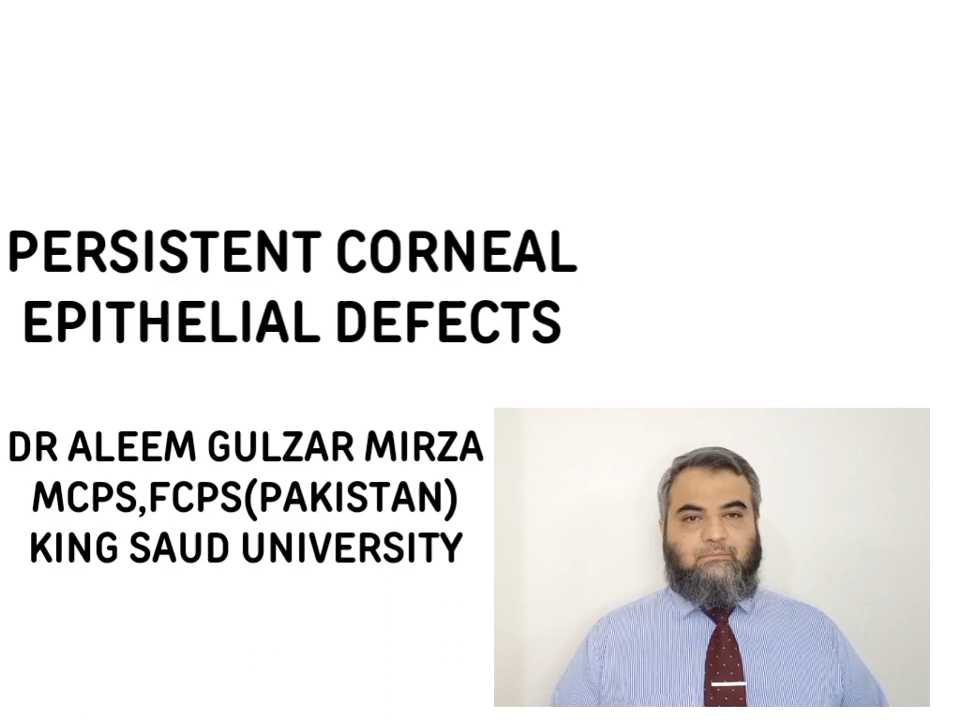 PERSISTENT CORNEAL
EPITHELIAL DEFECTS
DR ALEEM GULZAR MIRZA
MCPS,FCPS(PAKISTAN)
KING SAUD UNIVERSITY